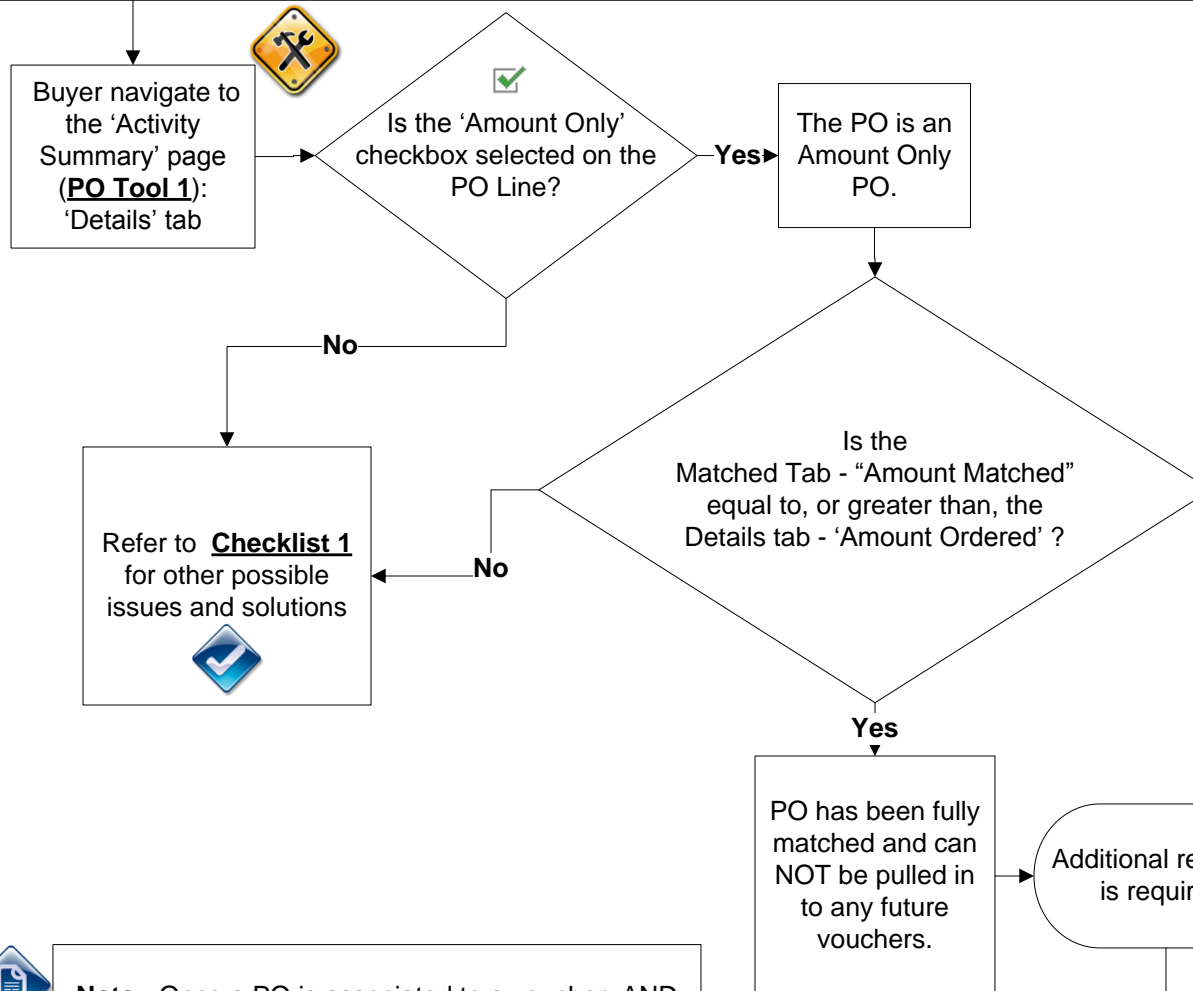 Buyer navigate to
the ‘Activity
Summary’ page
(PO Tool 1):
‘Details’ tab
Is the ‘Amount Only’
checkbox selected on the
PO Line?
Yes
The PO is an
Amount Only
PO.
No
Is the
Matched Tab - “Amount Matched”
equal to, or greater than, the
Details tab - ‘Amount Ordered’ ?
No
Refer to Checklist 1
for other possible
issues and solutions
Yes
PO has been fully
matched and can
NOT be pulled in
to any future
vouchers.
Additional
is